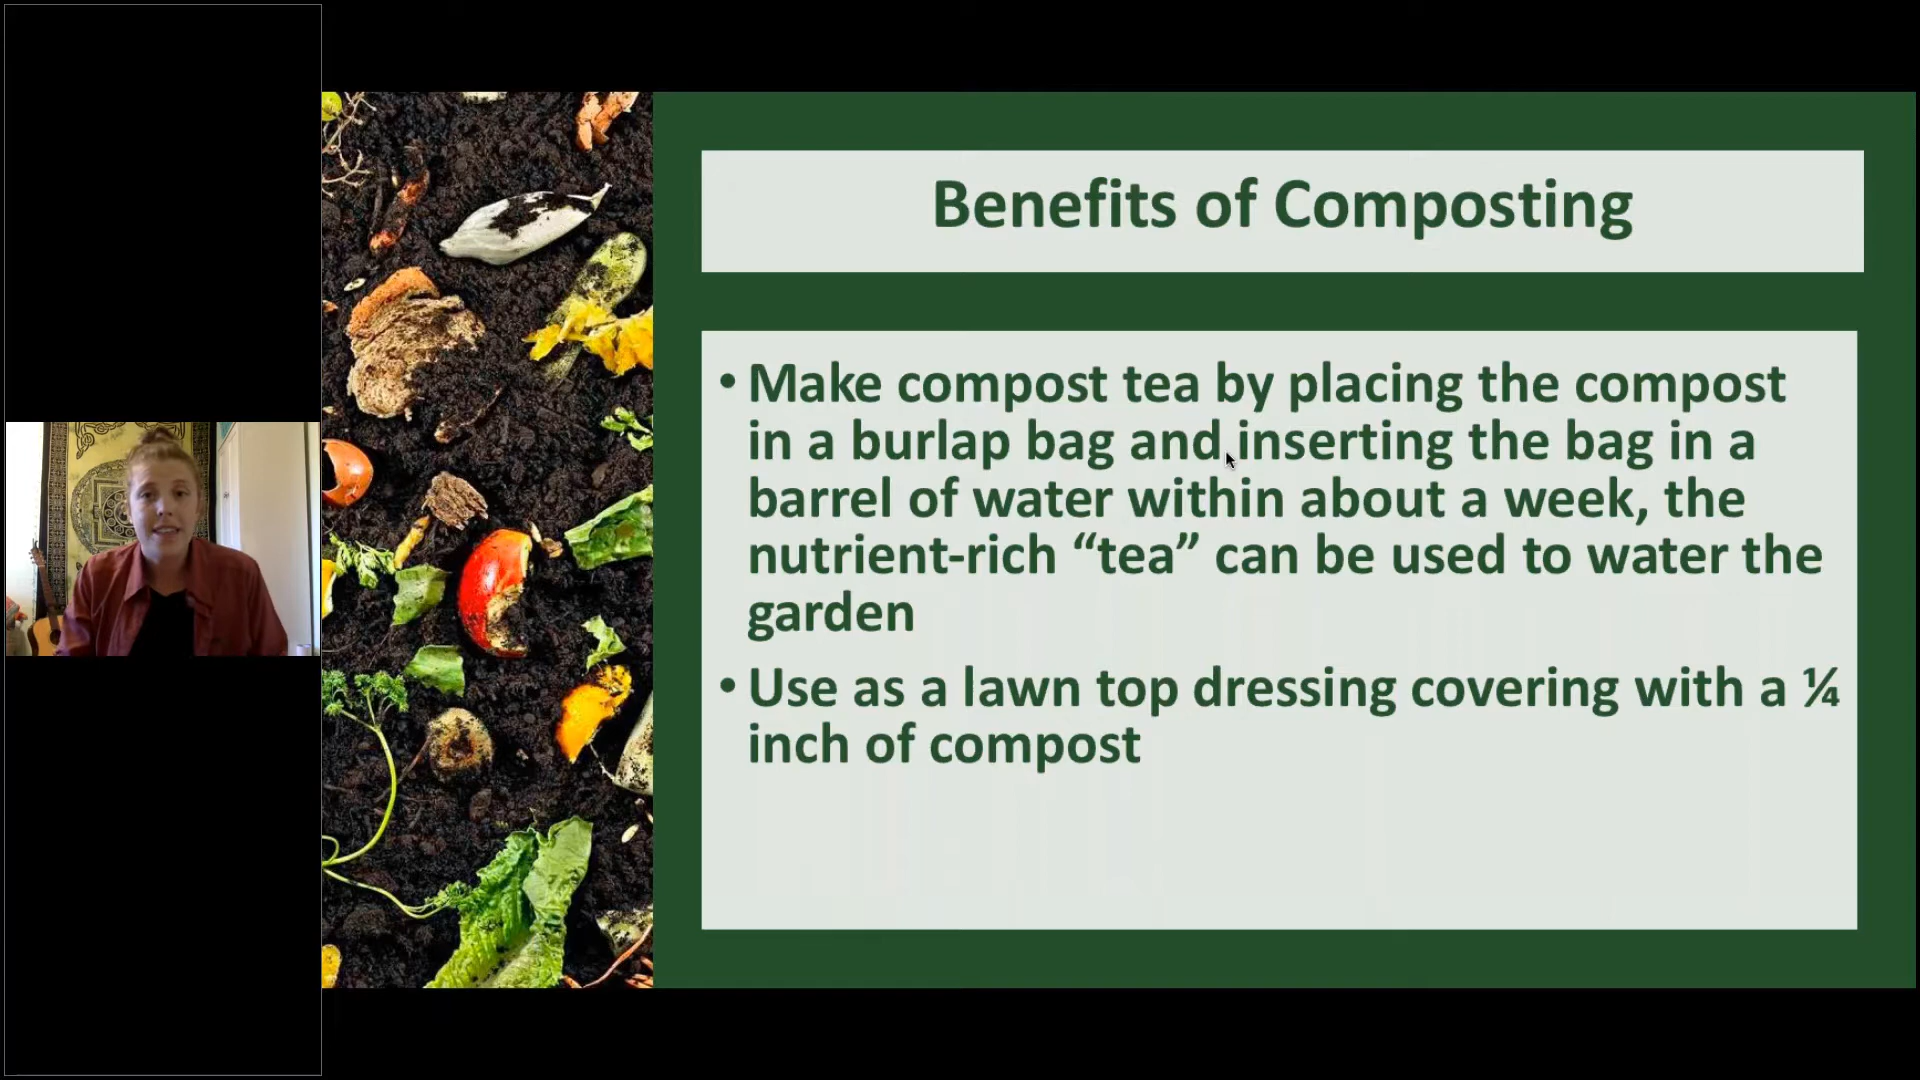 Benefits of Composting
• Make compost tea by placing the compost
in a burlap bag and inserting the bag in a
barrel of water within about a week, the
nutrient-rich “tea” can be used to water the
garden
• Use as a lawn top dressing covering with a ¼
inch of compost